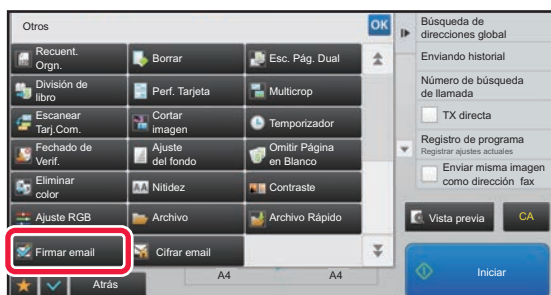 Otros
OK
Recuent.
Orgn.
Borrar
Esc. Pág. Dual
División de
libro
Perf. Tarjeta
Multicrop
Escanear
Tarj.Com.
Cortar
imagen
Temporizador
Fechado de
Verif.
Ajuste
del fondo
Omitir Página
en Blanco
Eliminar
color
AA Nitidez
Contraste
Ajuste RGB
Archivo
Archivo Rápido
Firmar email
Cifrar email
Atrás
A4
A4
Búsqueda de
direcciones global
Enviando historial
Número de búsqueda
de llamada
TX directa
Registro de programa
Registrar ajustes actuales
Enviar misma imagen
como dirección fax
Vista previa
CA
Iniciar